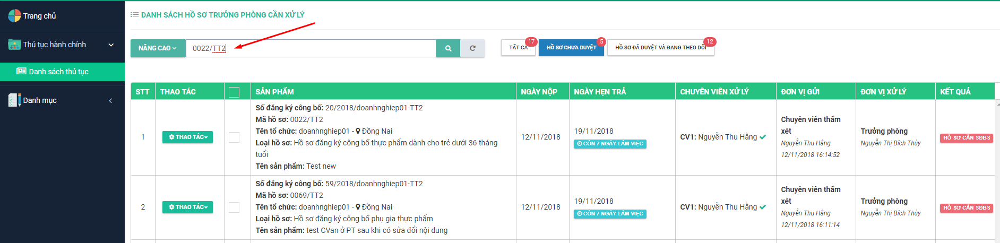 Trang chủ
Thủ tục hành chính
Danh sách thủ tục
Danh mục
DANH SÁCH HỒ SƠ TRƯỞNG PHÒNG CẦN XỬ LÝ
NÂNG CAO
0022/TT2
TẤT CẢ
17
HỒ SƠ CHƯA DUYỆT
5
HỒ SƠ ĐÃ DUYỆT VÀ ĐANG THEO DÕI
12
STT THAO TÁC SẢN PHẨM NGÀY NỘP NGÀY HẸN TRẢ CHUYÊN VIÊN XỬ LÝ ĐƠN VỊ GỬI ĐƠN VỊ XỬ LÝ KẾT QUẢ
1
THAO TÁC
Số đăng ký công bố: 20/2018/doanhnghiep01-TT2
Mã hồ sơ: 0022/TT2
Tên tổ chức: doanhnghiep01 - Đồng Nai
Loại hồ sơ: Hồ sơ đăng ký công bố thực phẩm dành cho trẻ dưới 36 tháng
tuổi
Tên sản phẩm: Test new
12/11/2018
19/11/2018
CÒN 7 NGÀY LÀM VIỆC
CV1: Nguyễn Thu Hằng
Chuyên viên thẩm
xét
Nguyễn Thu Hằng
12/11/2018 16:14:52
Trưởng phòng
Nguyễn Thị Bích Thủy
HỒ SƠ CẦN SĐBS
2
THAO TÁC
Số đăng ký công bố: 59/2018/doanhnghiep01-TT2
Mã hồ sơ: 0069/TT2
Tên tổ chức: doanhnghiep01 - Đồng Nai
Loại hồ sơ: Hồ sơ đăng ký công bố phụ gia thực phẩm
Tên sản phẩm: test CVan ở PT sau khi có sửa đổi nội dung
12/11/2018
19/11/2018
CÒN 7 NGÀY LÀM VIỆC
CV1: Nguyễn Thu Hằng
Chuyên viên thẩm
xét
Nguyễn Thu Hằng
12/11/2018 16:11:14
Trưởng phòng
Nguyễn Thị Bích Thủy
HỒ SƠ CẦN SĐBS